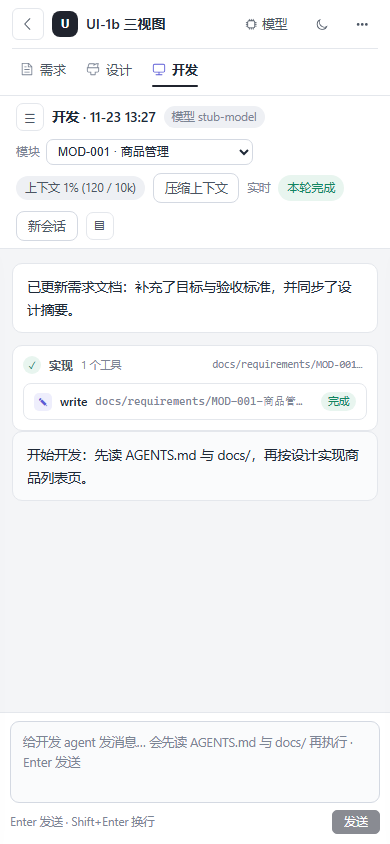 U UI-1b 三视图 模型
需求 设计 开发
开发 · 11-23 13:27 模型 stub-model
模块 MOD-001 · 商品管理
上下文 1% (120 / 10k) 压缩上下文 实时 本轮完成
新会话
已更新需求文档：补充了目标与验收标准，并同步了设
计摘要。
实现 1 个工具 docs/requirements/MOD-001…
write docs/requirements/MOD-001-商品管… 完成
开始开发：先读 AGENTS.md 与 docs/，再按设计实现商
品列表页。
给开发 agent 发消息… 会先读 AGENTS.md 与 docs/ 再执行 ·
Enter 发送
Enter 发送 · Shift+Enter 换行 发送